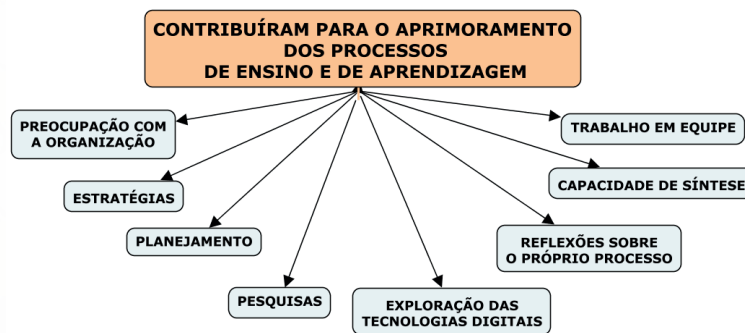 CONTRIBUÍRAM PARA O APRIMORAMENTO
DOS PROCESSOS
DE ENSINO E DE APRENDIZAGEM
PREOCUPAÇÃO COM
A ORGANIZAÇÃO
ESTRATÉGIAS
PLANEJAMENTO
PESQUISAS
EXPLORAÇÃO DAS
TECNOLOGIAS DIGITAIS
REFLEXÕES SOBRE
O PRÓPRIO PROCESSO
CAPACIDADE DE SÍNTESE
TRABALHO EM EQUIPE